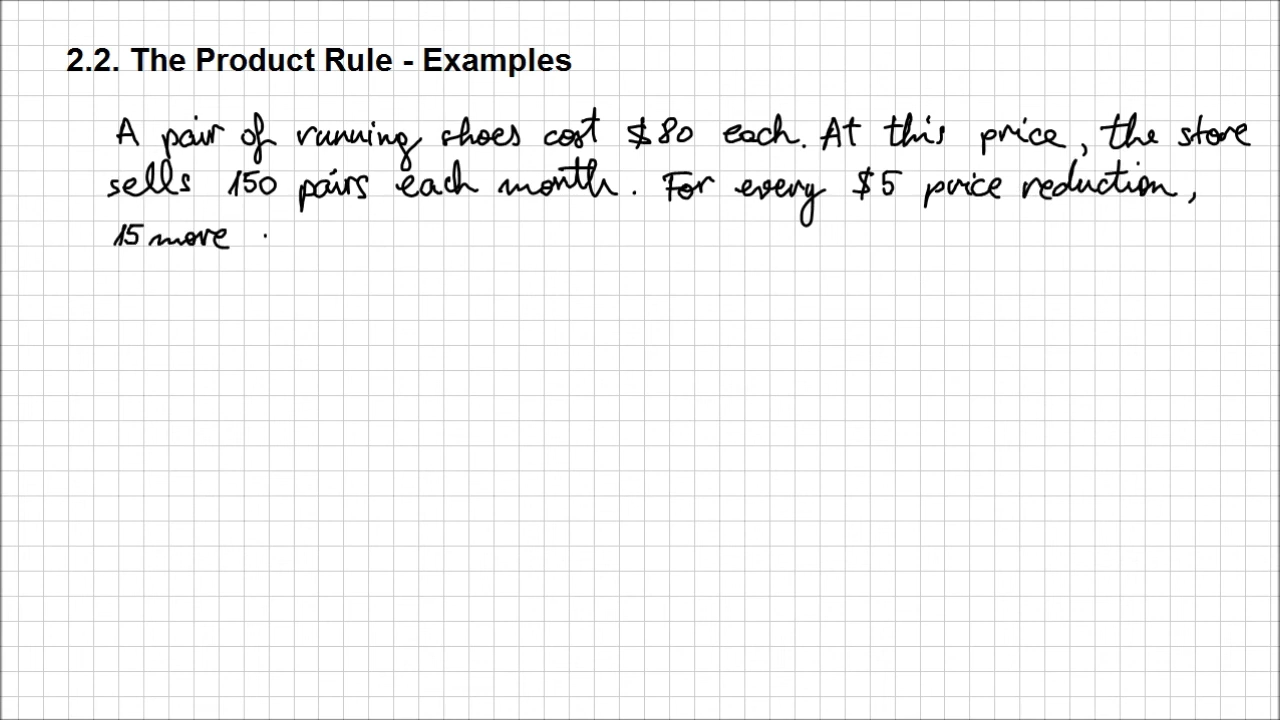 2.2. The Product Rule - Examples
A pair of running shoes cost $80 each. At this price, the store
sells 150 pairs each month. For every $5 price reduction,
15 more